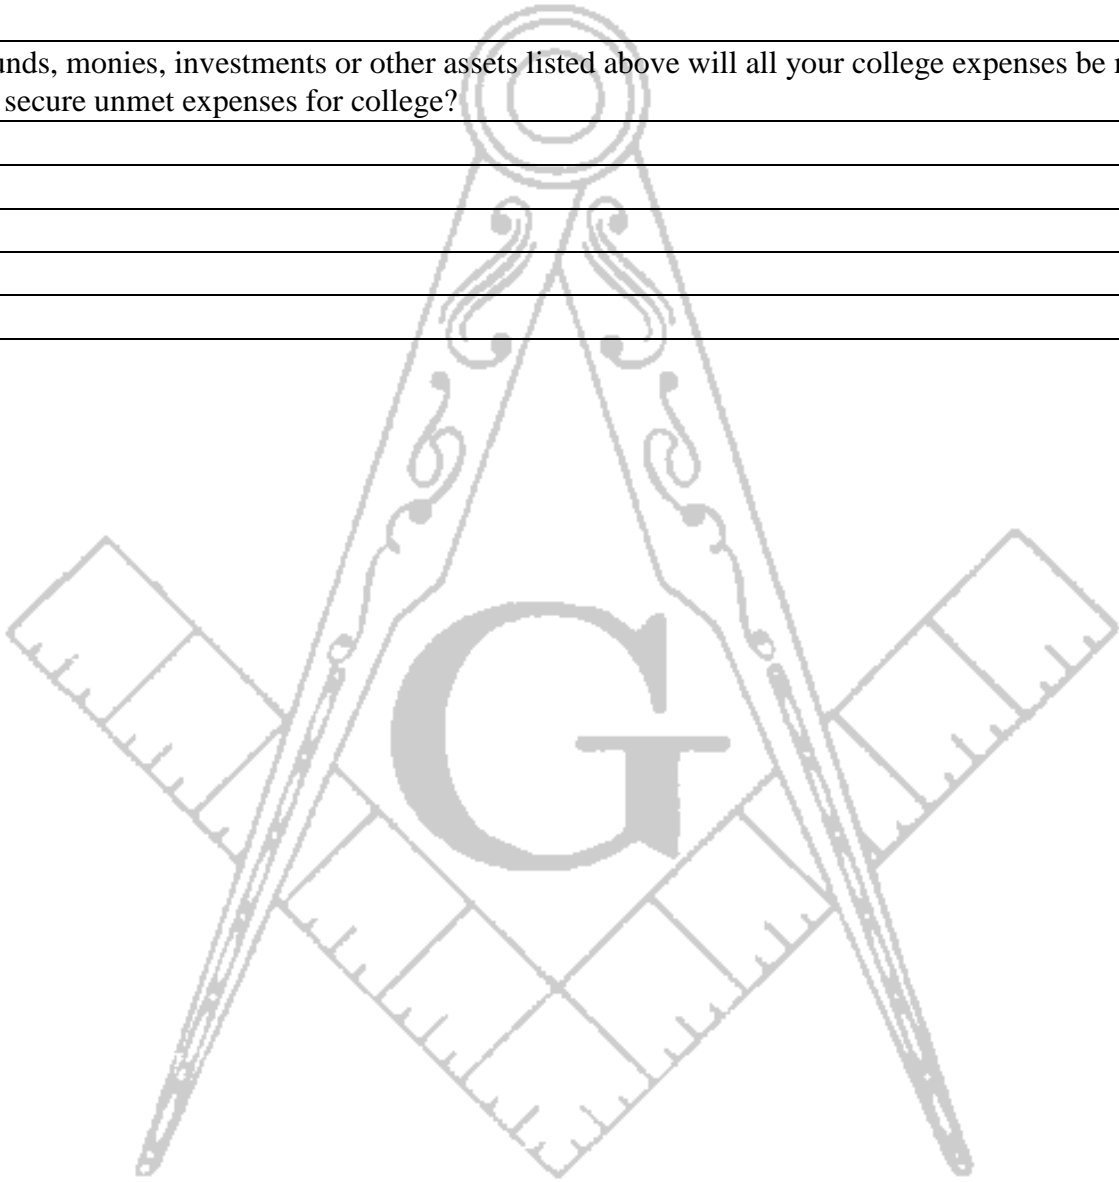 unds, monies, investments or other assets listed above will all your college expenses be
secure unmet expenses for college?
G